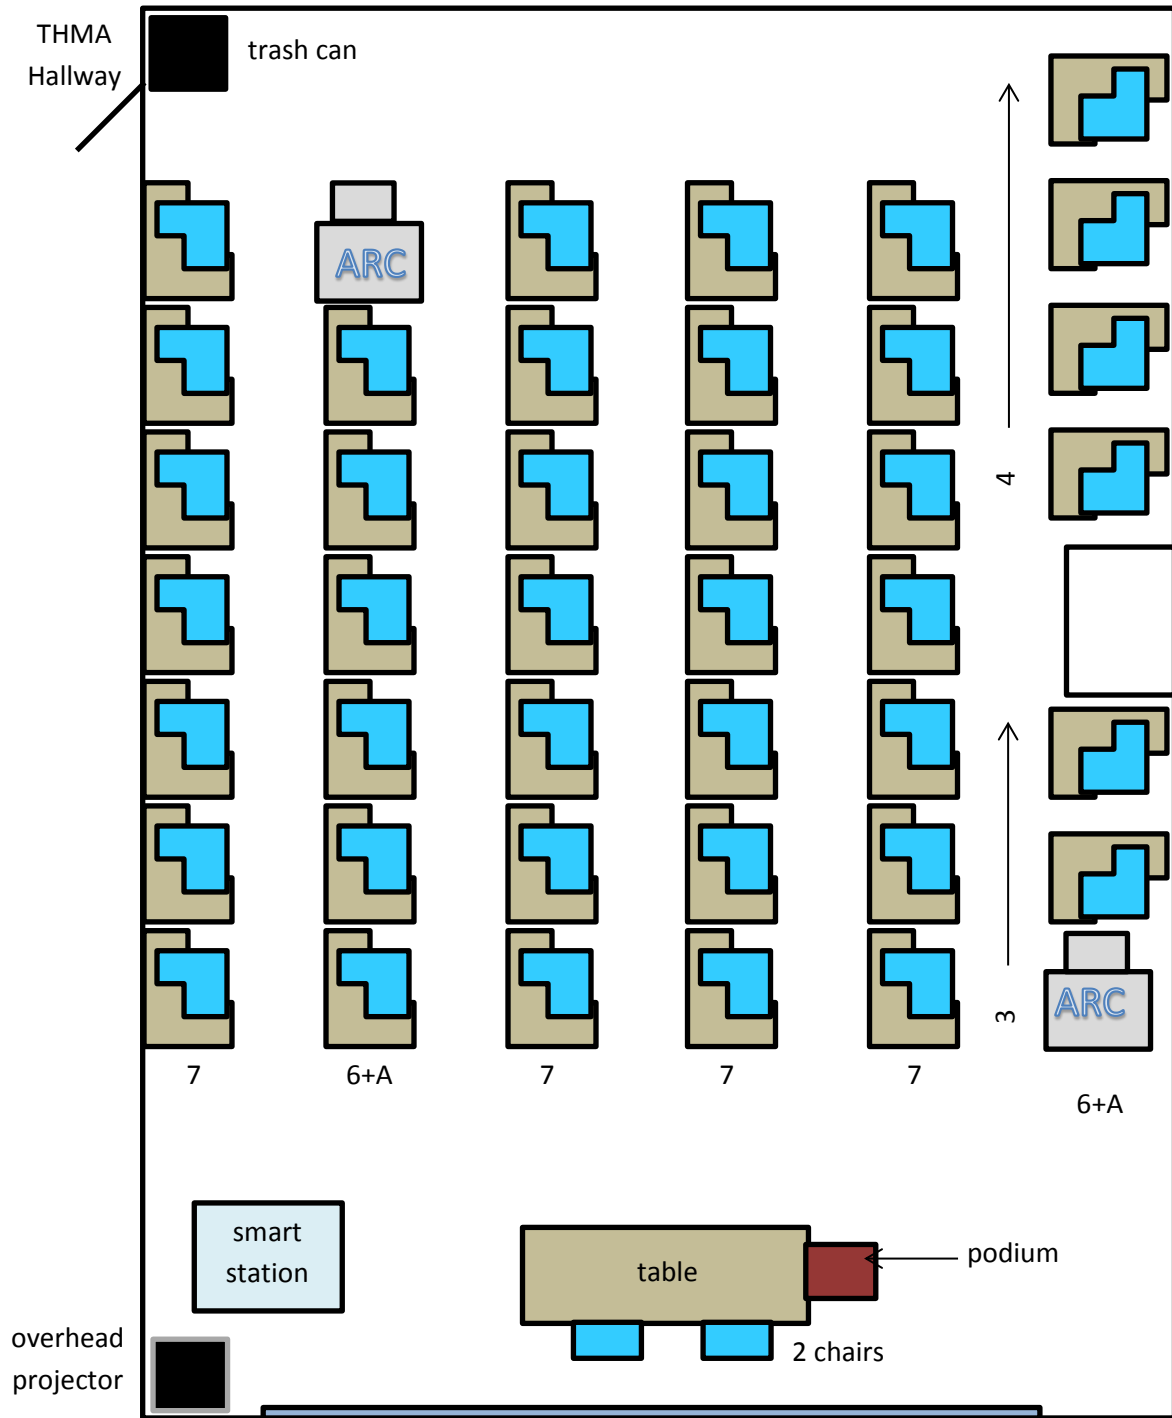 THMA
Hallway
trash can
ARC
4
3
ARC
7
6+A
7
7
7
6+A
smart
station
table
podium
overhead
projector
2 chairs